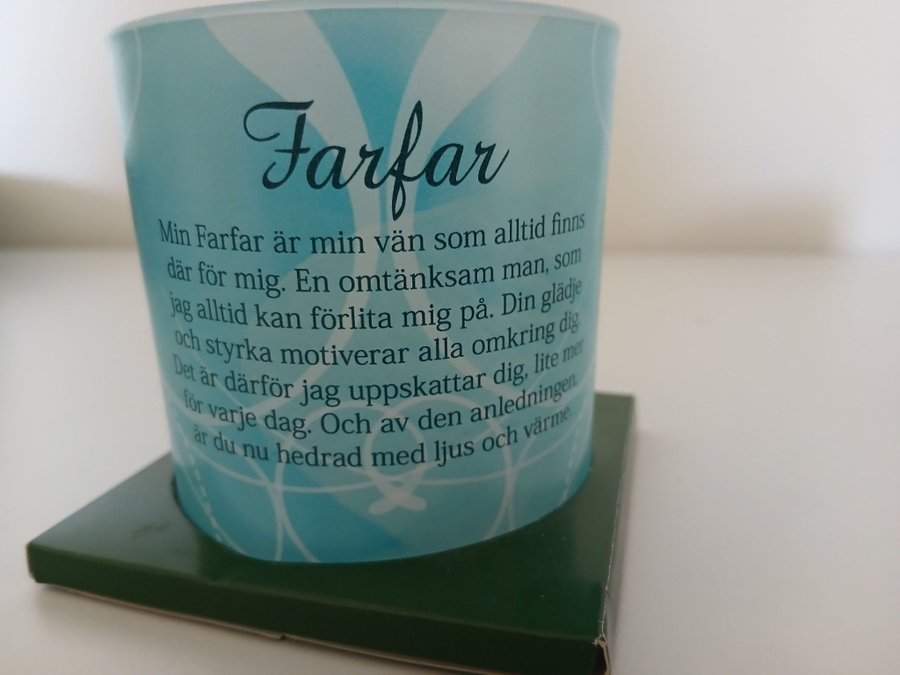 Farfar
Min Farfar är min vän som alltid finns
där för mig. En omtänksam man, som
jag alltid kan förlita mig på. Din glädje
och styrka motiverar alla omkring dig.
Det är därför jag uppskattar dig, lite mer
för varje dag. Och av den anledningen,
är du nu hedrad med ljus och värme.